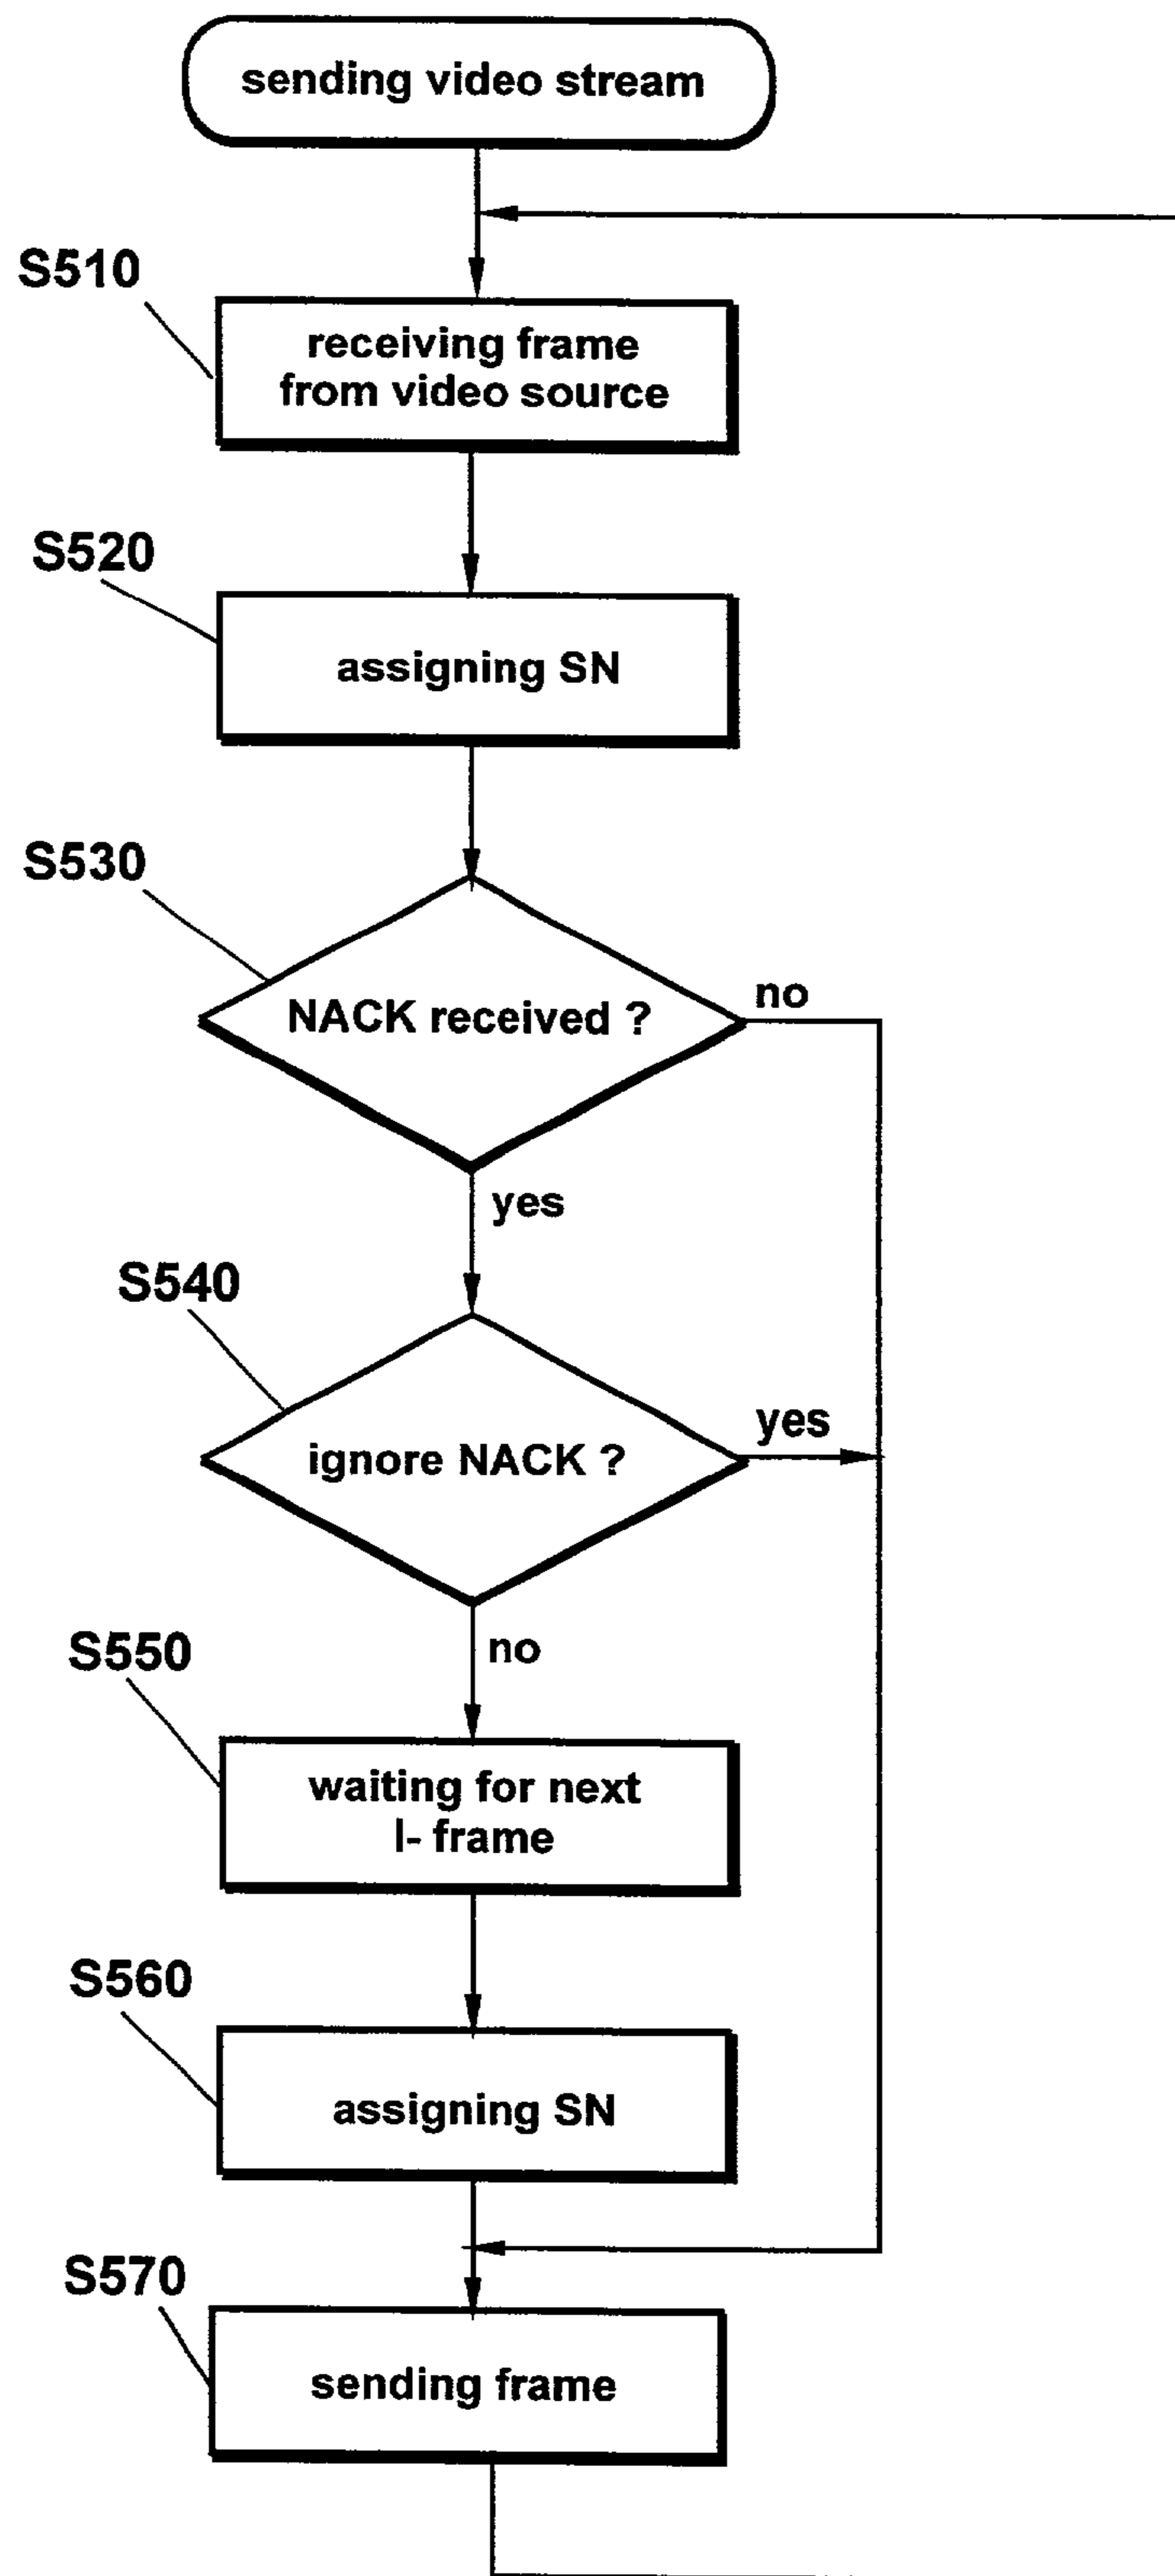 sending video stream
S510
receiving frame
from video source
S520
assigning SN
S530
NACK received ?
no
yes
S540
ignore NACK ?
yes
no
S550
waiting for next
I- frame
S560
assigning SN
S570
sending frame